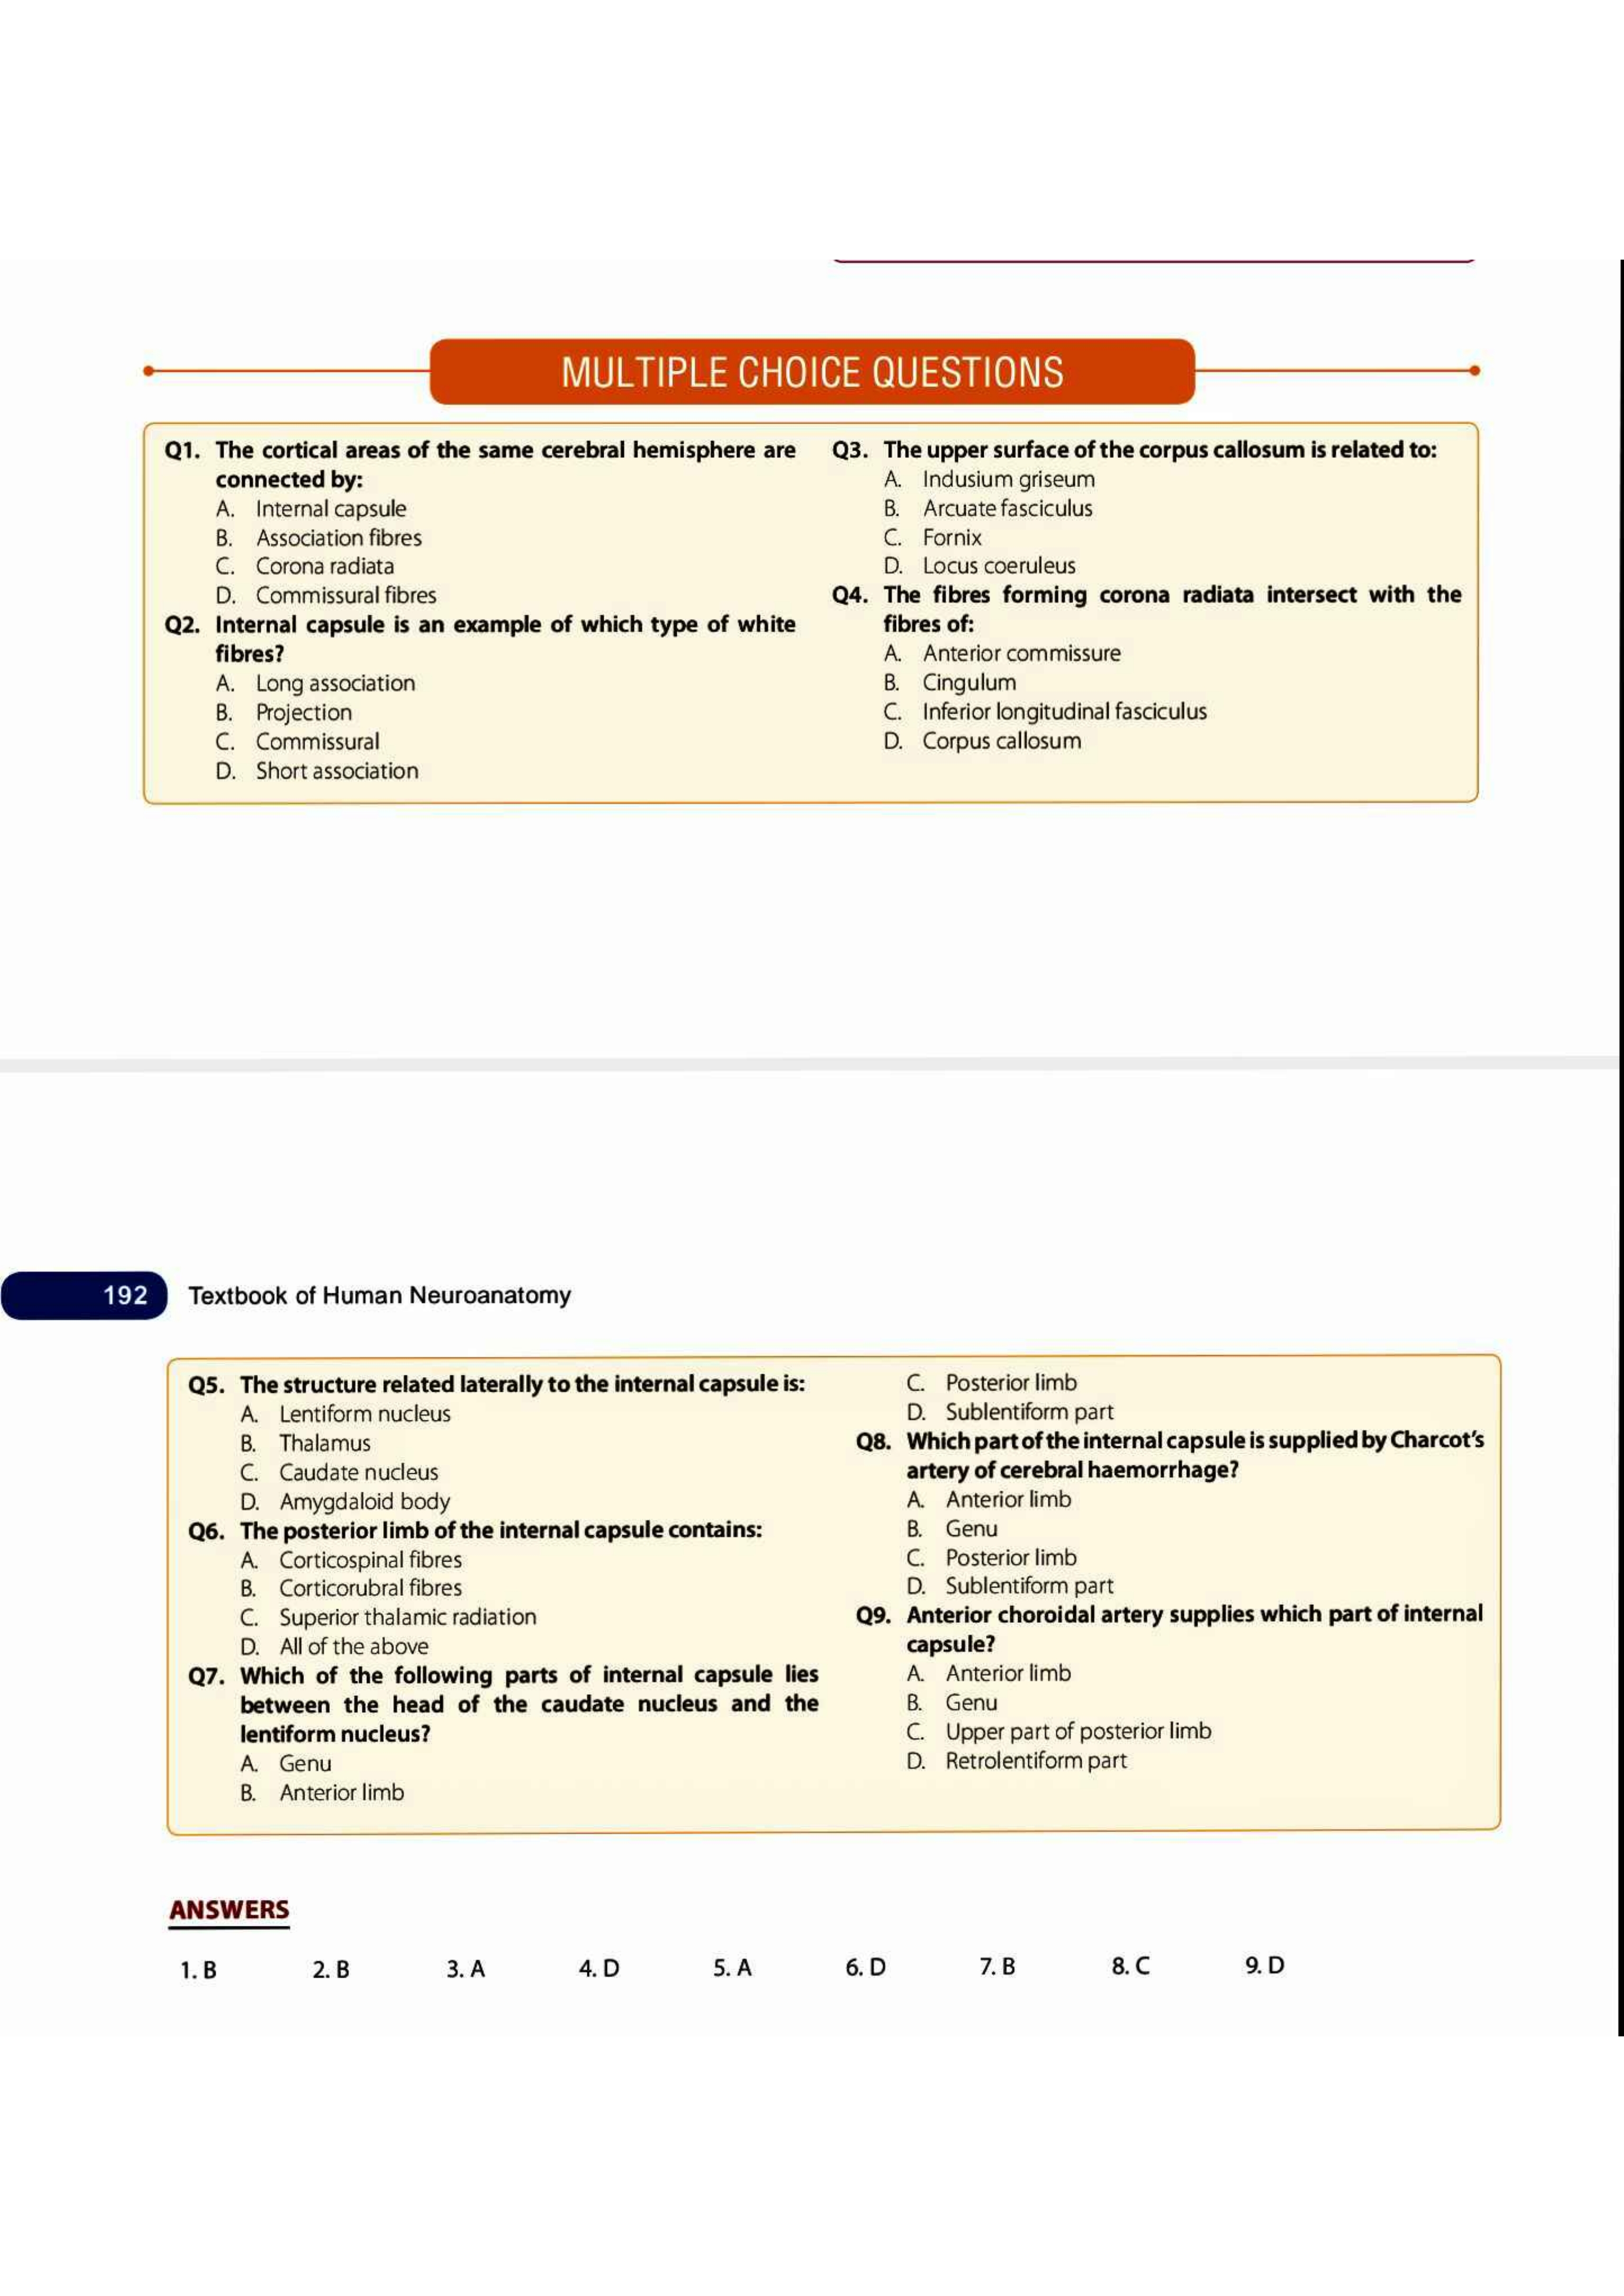 MULTIPLE CHOICE QUESTIONS
Q1. The cortical areas of the same cerebral hemisphere are
connected by:
A. Internal capsule
B. Association fibres
C. Corona radiata
D. Commissural fibres
Q2. Internal capsule is an example of which type of white
fibres?
A. Long association
B. Projection
C. Commissural
D. Short association
Q3. The upper surface of the corpus callosum is related to:
A. Indusium griseum
B. Arcuate fasciculus
C. Fornix
D. Locus coeruleus
Q4. The fibres forming corona radiata intersect with the
fibres of:
A. Anterior commissure
B. Cingulum
C. Inferior longitudinal fasciculus
D. Corpus callosum
192 Textbook of Human Neuroanatomy
Q5. The structure related laterally to the internal capsule is:
A. Lentiform nucleus
B. Thalamus
C. Caudate nucleus
D. Amygdaloid body
Q6. The posterior limb of the internal capsule contains:
A. Corticospinal fibres
B. Corticorubral fibres
C. Superior thalamic radiation
D. All of the above
Q7. Which of the following parts of internal capsule lies
between the head of the caudate nucleus and the
lentiform nucleus?
A. Genu
B. Anterior limb
C. Posterior limb
D. Sublentiform part
Q8. Which part of the internal capsule is supplied by Charcot's
artery of cerebral haemorrhage?
A. Anterior limb
B. Genu
C. Posterior limb
D. Sublentiform part
Q9. Anterior choroidal artery supplies which part of internal
capsule?
A. Anterior limb
B. Genu
C. Upper part of posterior limb
D. Retrolentiform part
ANSWERS
1. B 2. B 3. A 4. D 5. A 6. D 7. B 8. C 9. D